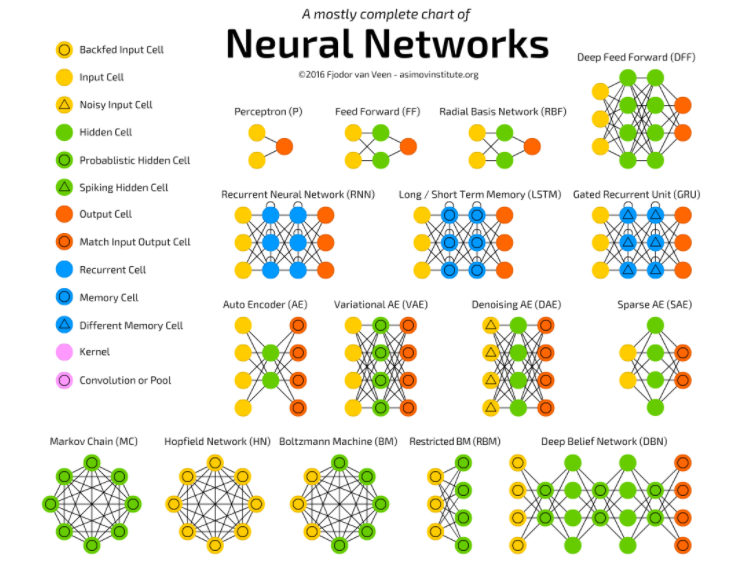 A mostly complete chart of
Neural Networks
©2016 Fjodor van Veen - asimovinstitute.org
Backfed Input Cell
Input Cell
Noisy Input Cell
Hidden Cell
Probablistic Hidden Cell
Spiking Hidden Cell
Output Cell
Match Input Output Cell
Recurrent Cell
Memory Cell
Different Memory Cell
Kernel
Convolution or Pool
Deep Feed Forward (DFF)
Perceptron (P)
Feed Forward (FF)
Radial Basis Network (RBF)
Recurrent Neural Network (RNN)
Long / Short Term Memory (LSTM)
Gated Recurrent Unit (GRU)
Auto Encoder (AE)
Variational AE (VAE)
Denoising AE (DAE)
Sparse AE (SAE)
Markov Chain (MC)
Hopfield Network (HN)
Boltzmann Machine (BM)
Restricted BM (RBM)
Deep Belief Network (DBN)